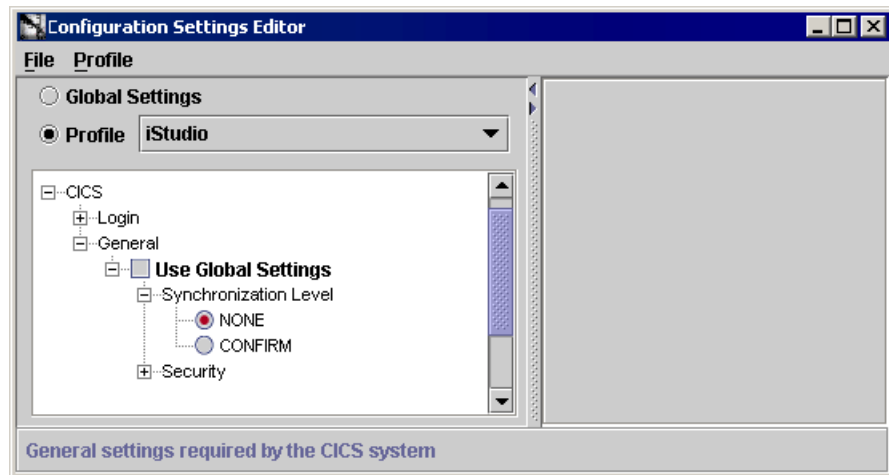 Configuration Settings Editor
File Profile
Global Settings
Profile iStudio
CICS
Login
General
Use Global Settings
Synchronization Level
NONE
CONFIRM
Security
General settings required by the CICS system